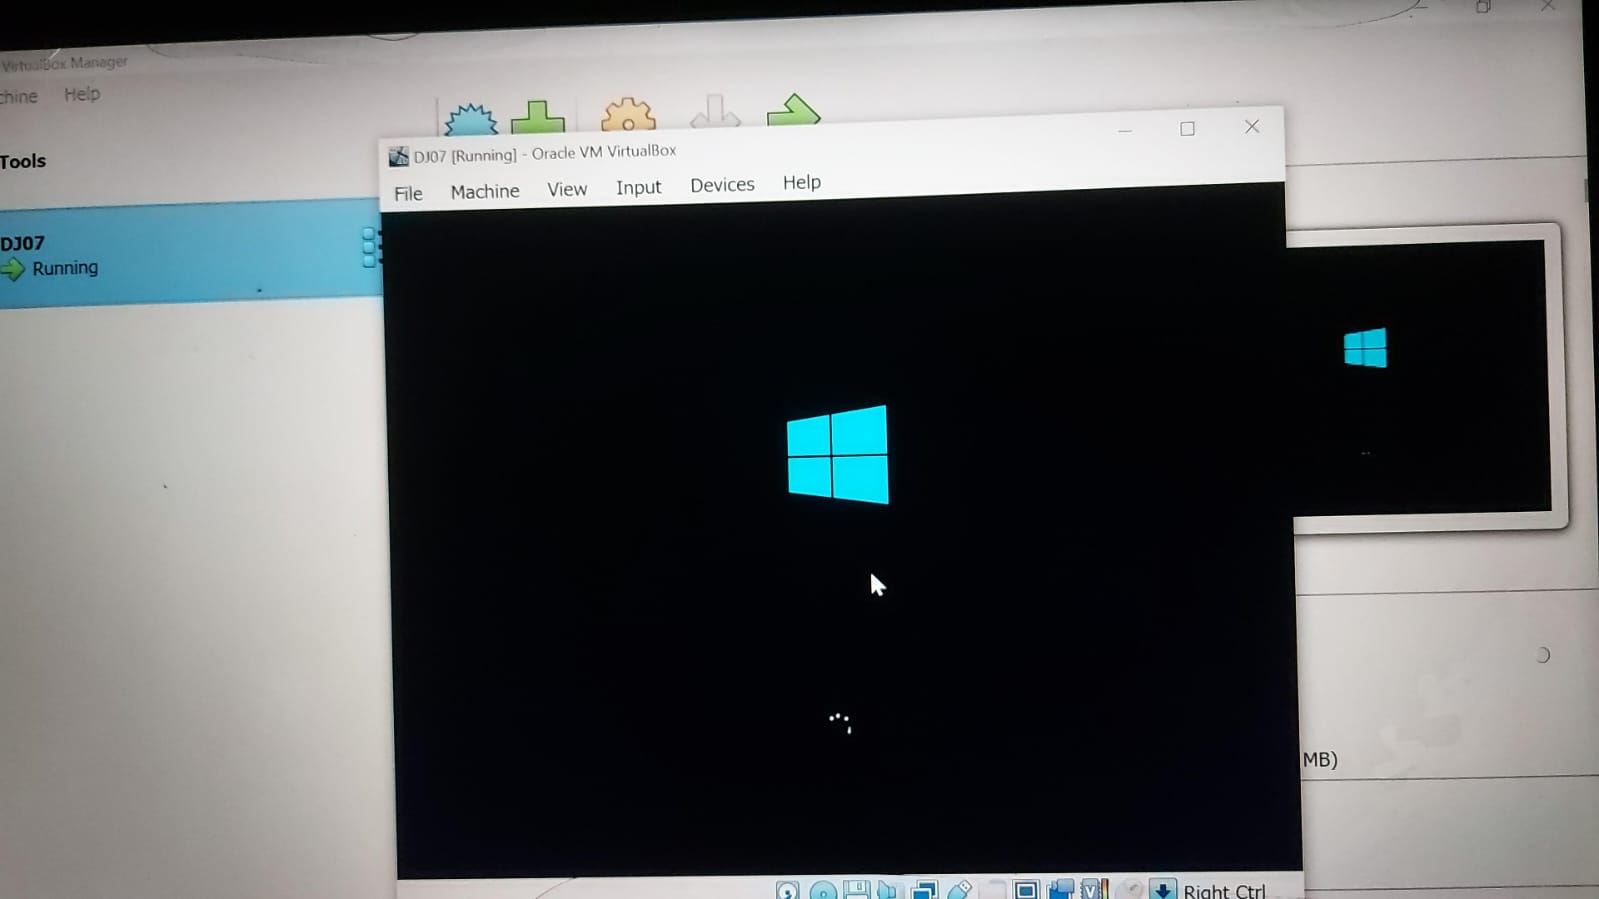 VirtualBox Manager
chine Help
Tools
DJ07 [Running] - Oracle VM VirtualBox
File Machine View Input Devices Help
DJ07
Running
MB)
Right Ctrl